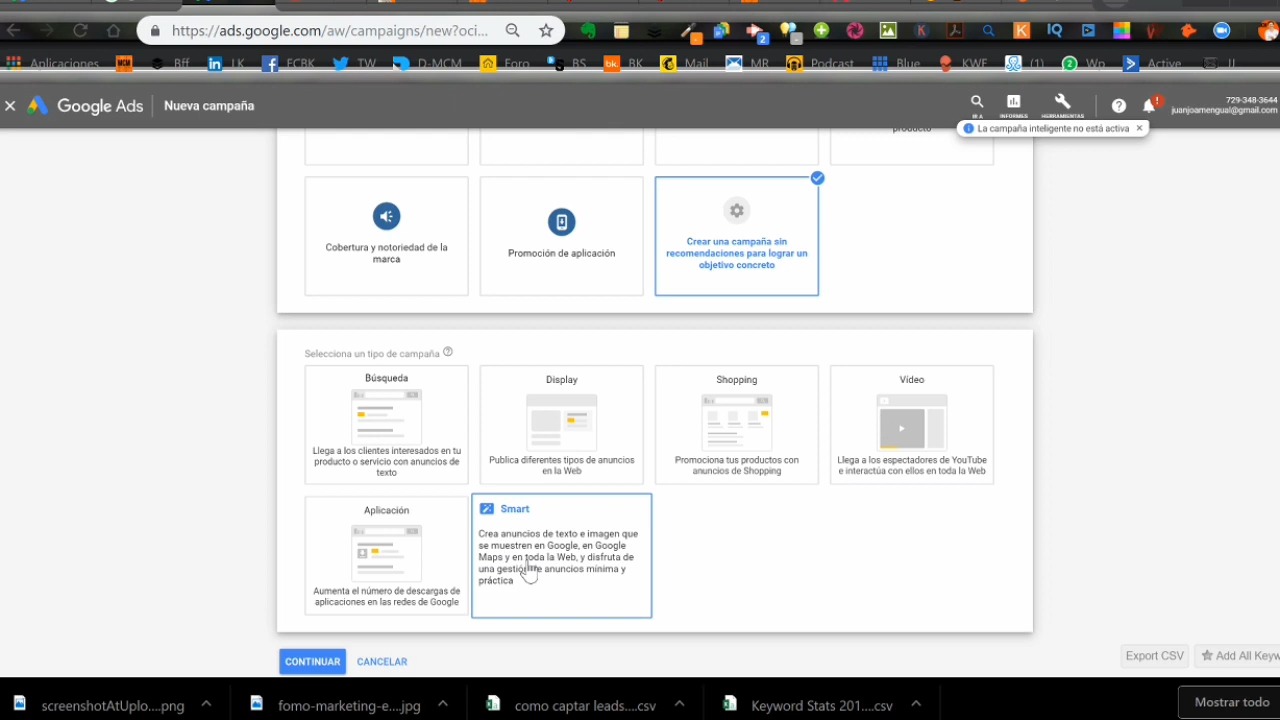 https://ads.google.com/aw/campaigns/new?oci...
Aplicaciones
MCM
Bff
LK
FCBK
TW
D-MCM
Foro
BS
BK
Mail
MR
Podcast
Blue
KWF
(1)
Wp
Active
Google Ads
Nueva campaña
IR A
INFORMES
HERRAMIENTAS
729-348-3644
juanjoamengual@gmail.com
La campaña inteligente no está activa
producto
Cobertura y notoriedad de la
marca
Promoción de aplicación
Crear una campaña sin
recomendaciones para lograr un
objetivo concreto
Selecciona un tipo de campaña
Búsqueda
Llega a los clientes interesados en tu
producto o servicio con anuncios de
texto
Display
Publica diferentes tipos de anuncios
en la Web
Shopping
Promociona tus productos con
anuncios de Shopping
Vídeo
Llega a los espectadores de YouTube
e interactúa con ellos en toda la Web
Aplicación
Aumenta el número de descargas de
aplicaciones en las redes de Google
Smart
Crea anuncios de texto e imagen que
se muestren en Google, en Google
Maps y en toda la Web, y disfruta de
una gestión de anuncios mínima y
práctica
CONTINUAR
CANCELAR
Export CSV
Add All Keyw
screenshotAtUplo....png
fomo-marketing-e....jpg
como captar leads....csv
Keyword Stats 201....csv
Mostrar todo